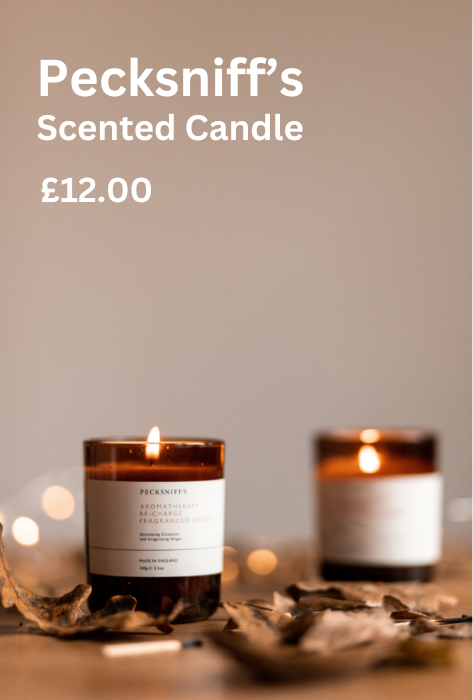 Pecksniff’s
Scented Candle
£12.00
PECKSNIFF'S
AROMATHERAPY
RE-CHARGE
FRAGRANCED CANDLE
Stimulating Cinnamon
and Invigorating Ginger
MADE IN ENGLAND